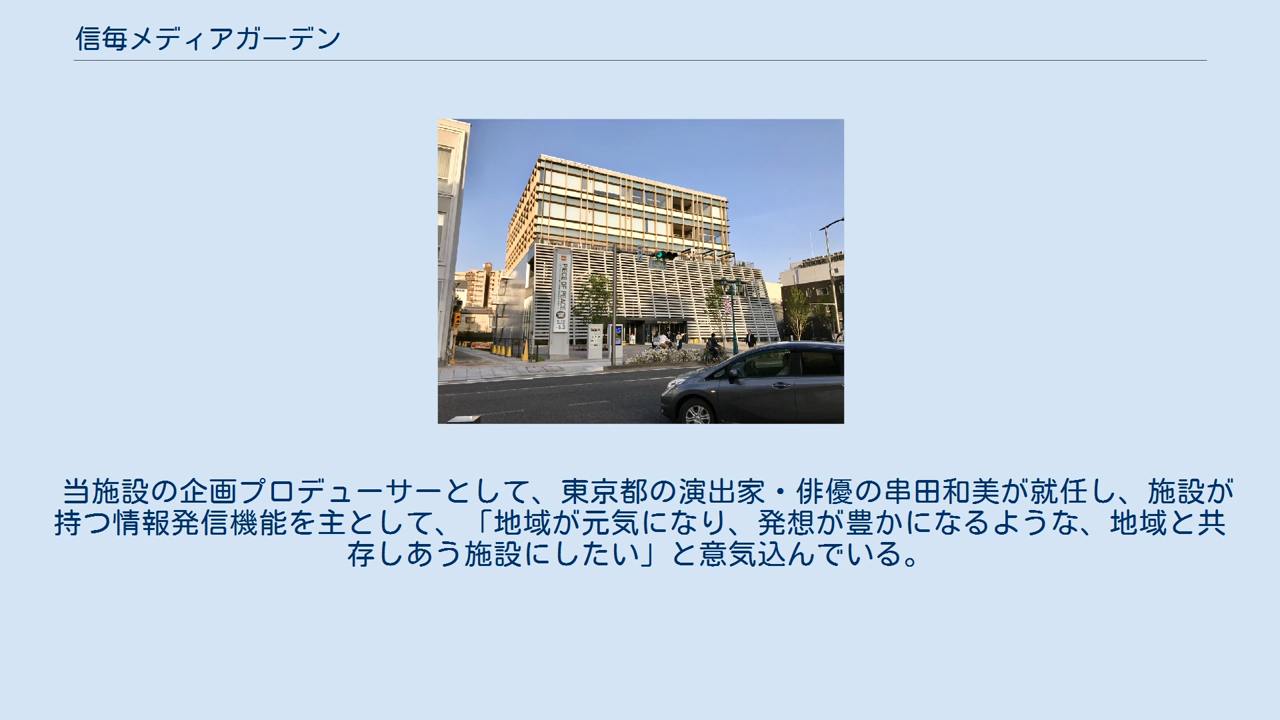 信毎メディアガーデン
当施設の企画プロデューサーとして、東京都の演出家・俳優の串田和美が就任し、施設が
持つ情報発信機能を主として、「地域が元気になり、発想が豊かになるような、地域と共
存しあう施設にしたい」と意気込んでいる。